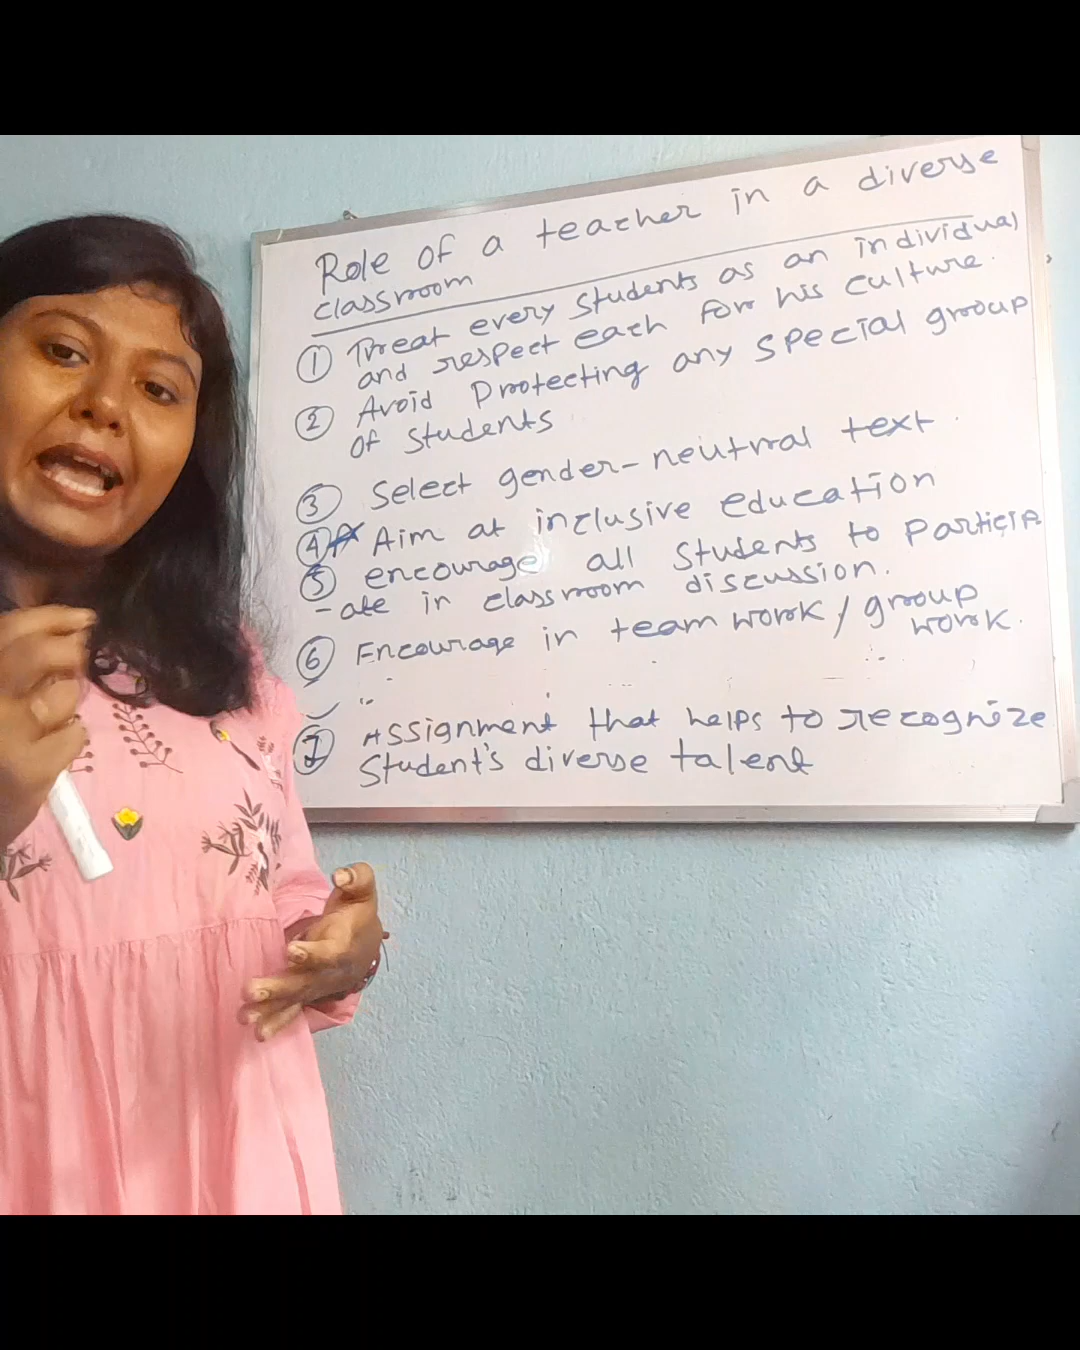 Role of a teacher in a diverse
classroom
① Treat every students as an individual
and respect each for his culture.
② Avoid Protecting any special group
of students
③ Select gender-neutral text.
④ Aim at inclusive education
⑤ encourage all students to particip
-ate in classroom discussion.
⑥ Encourage in team work / group
work.
⑦ Assignment that helps to recognize
Student's diverse talent